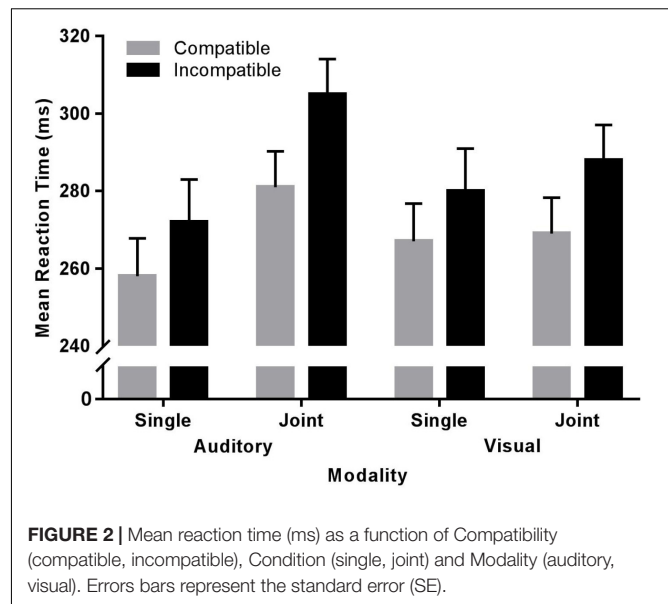 320
300
280
260
240
0
Mean Reaction Time (ms)
Compatible
Incompatible
Single Joint Single Joint
Auditory Visual
Modality
FIGURE 2 | Mean reaction time (ms) as a function of Compatibility
(compatible, incompatible), Condition (single, joint) and Modality (auditory,
visual). Errors bars represent the standard error (SE).